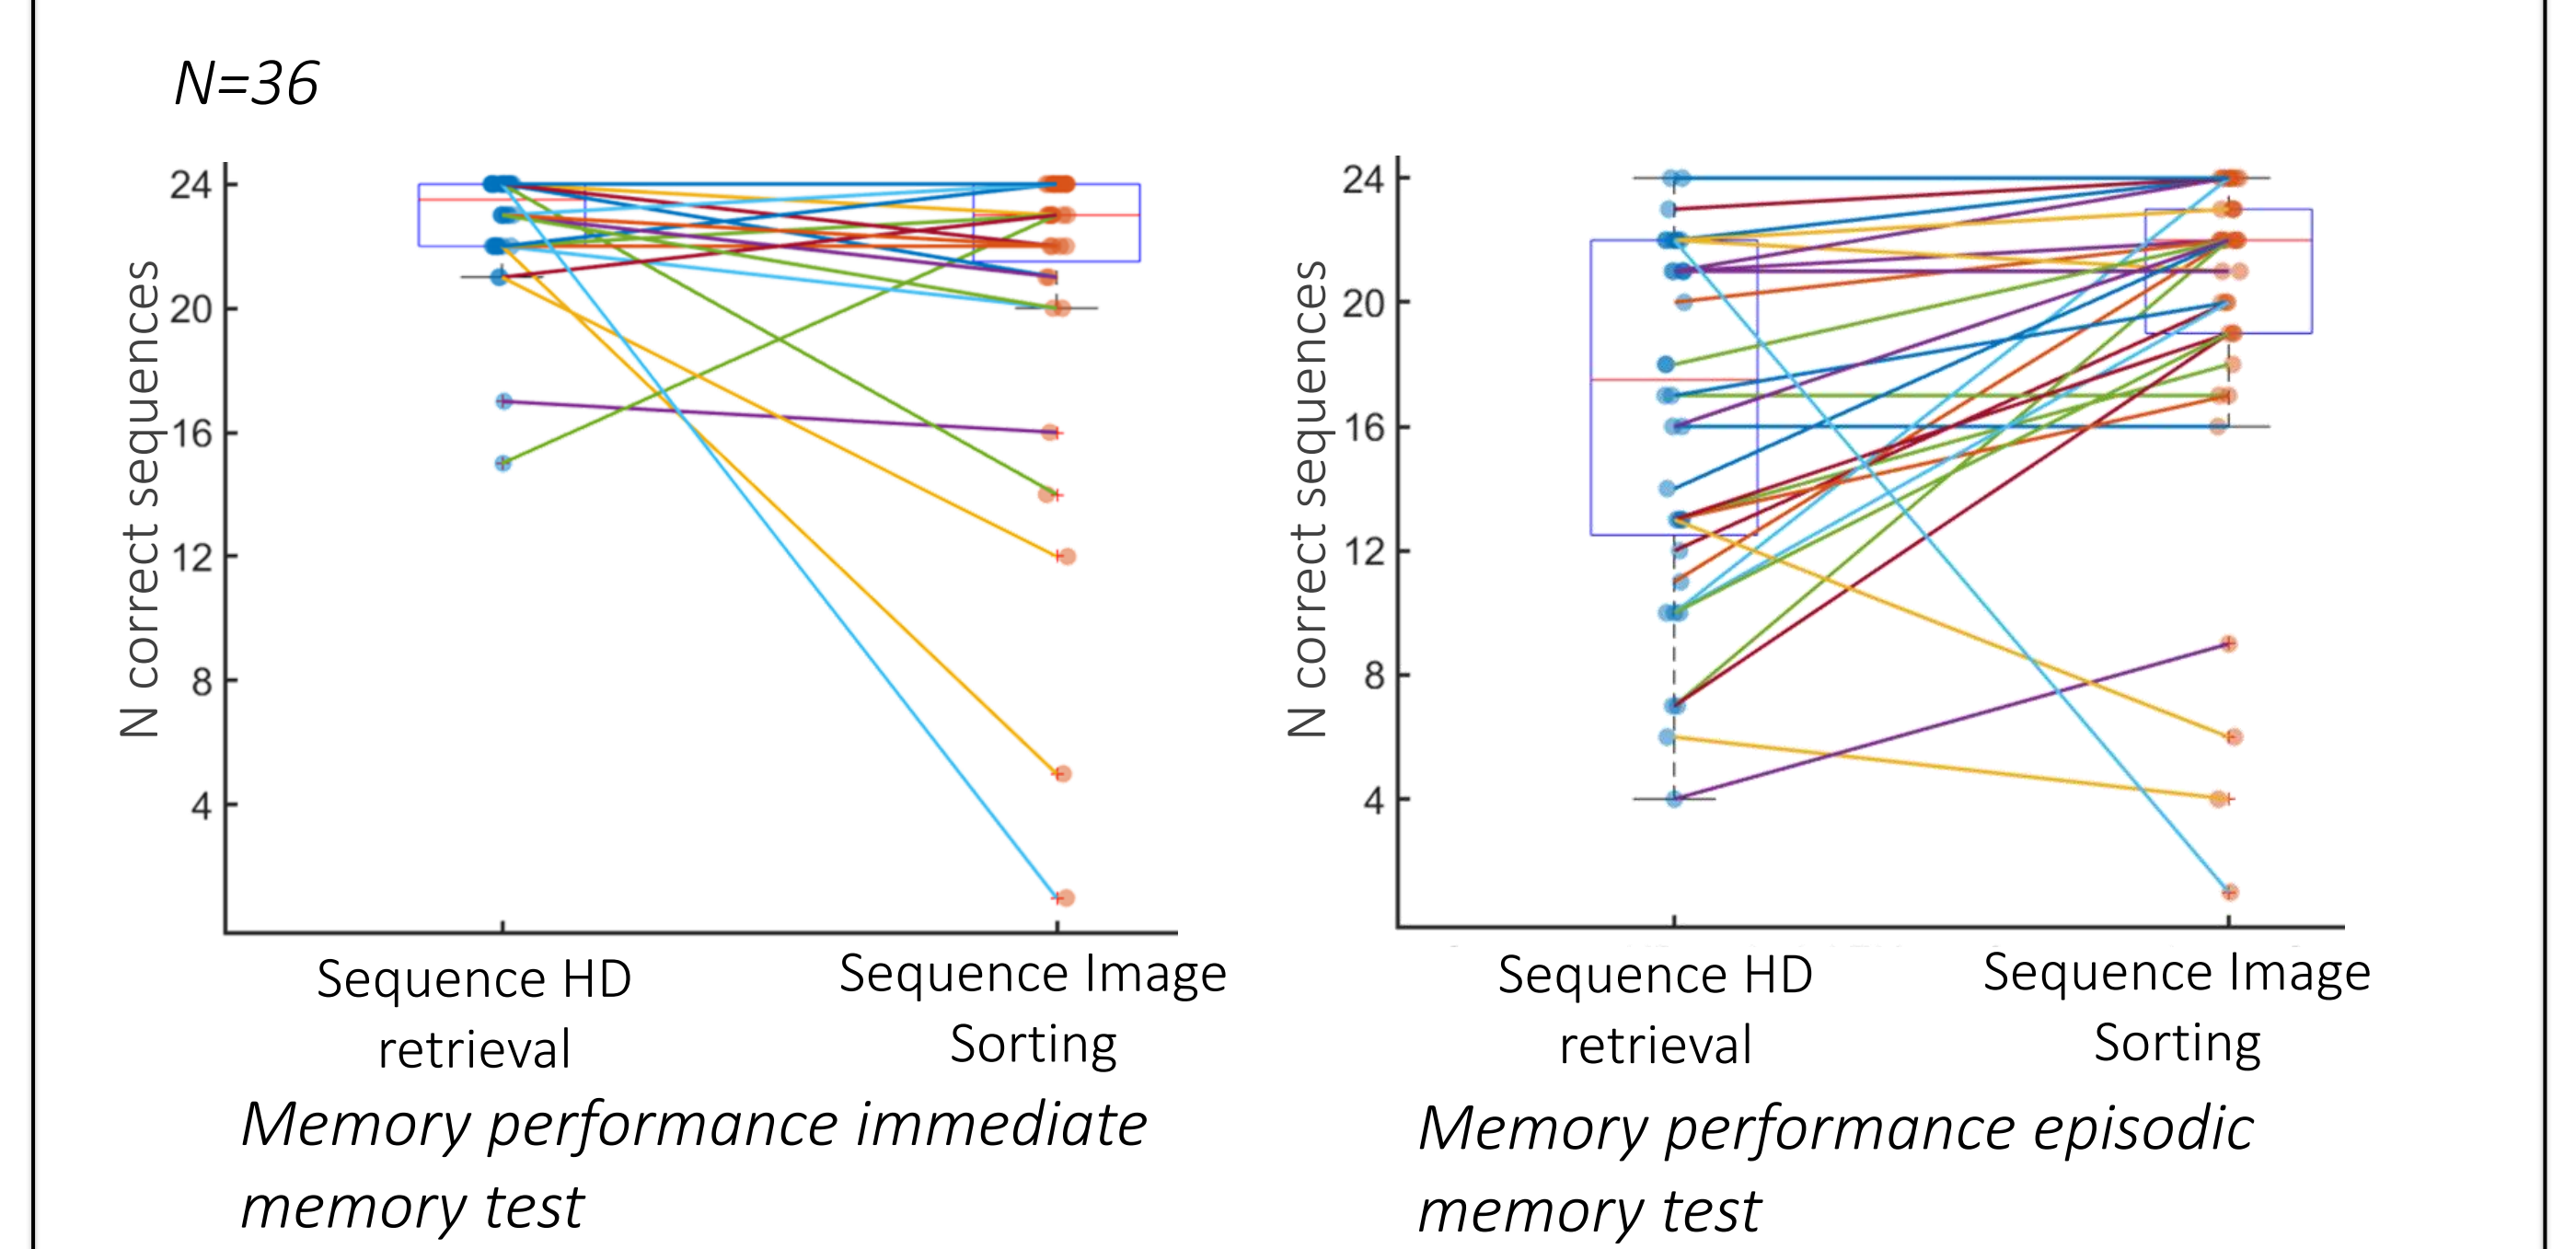 N=36
N correct sequences
24
20
16
12
8
4
Sequence HD
retrieval
Sequence Image
Sorting
Memory performance immediate
memory test
N correct sequences
24
20
16
12
8
4
Sequence HD
retrieval
Sequence Image
Sorting
Memory performance episodic
memory test